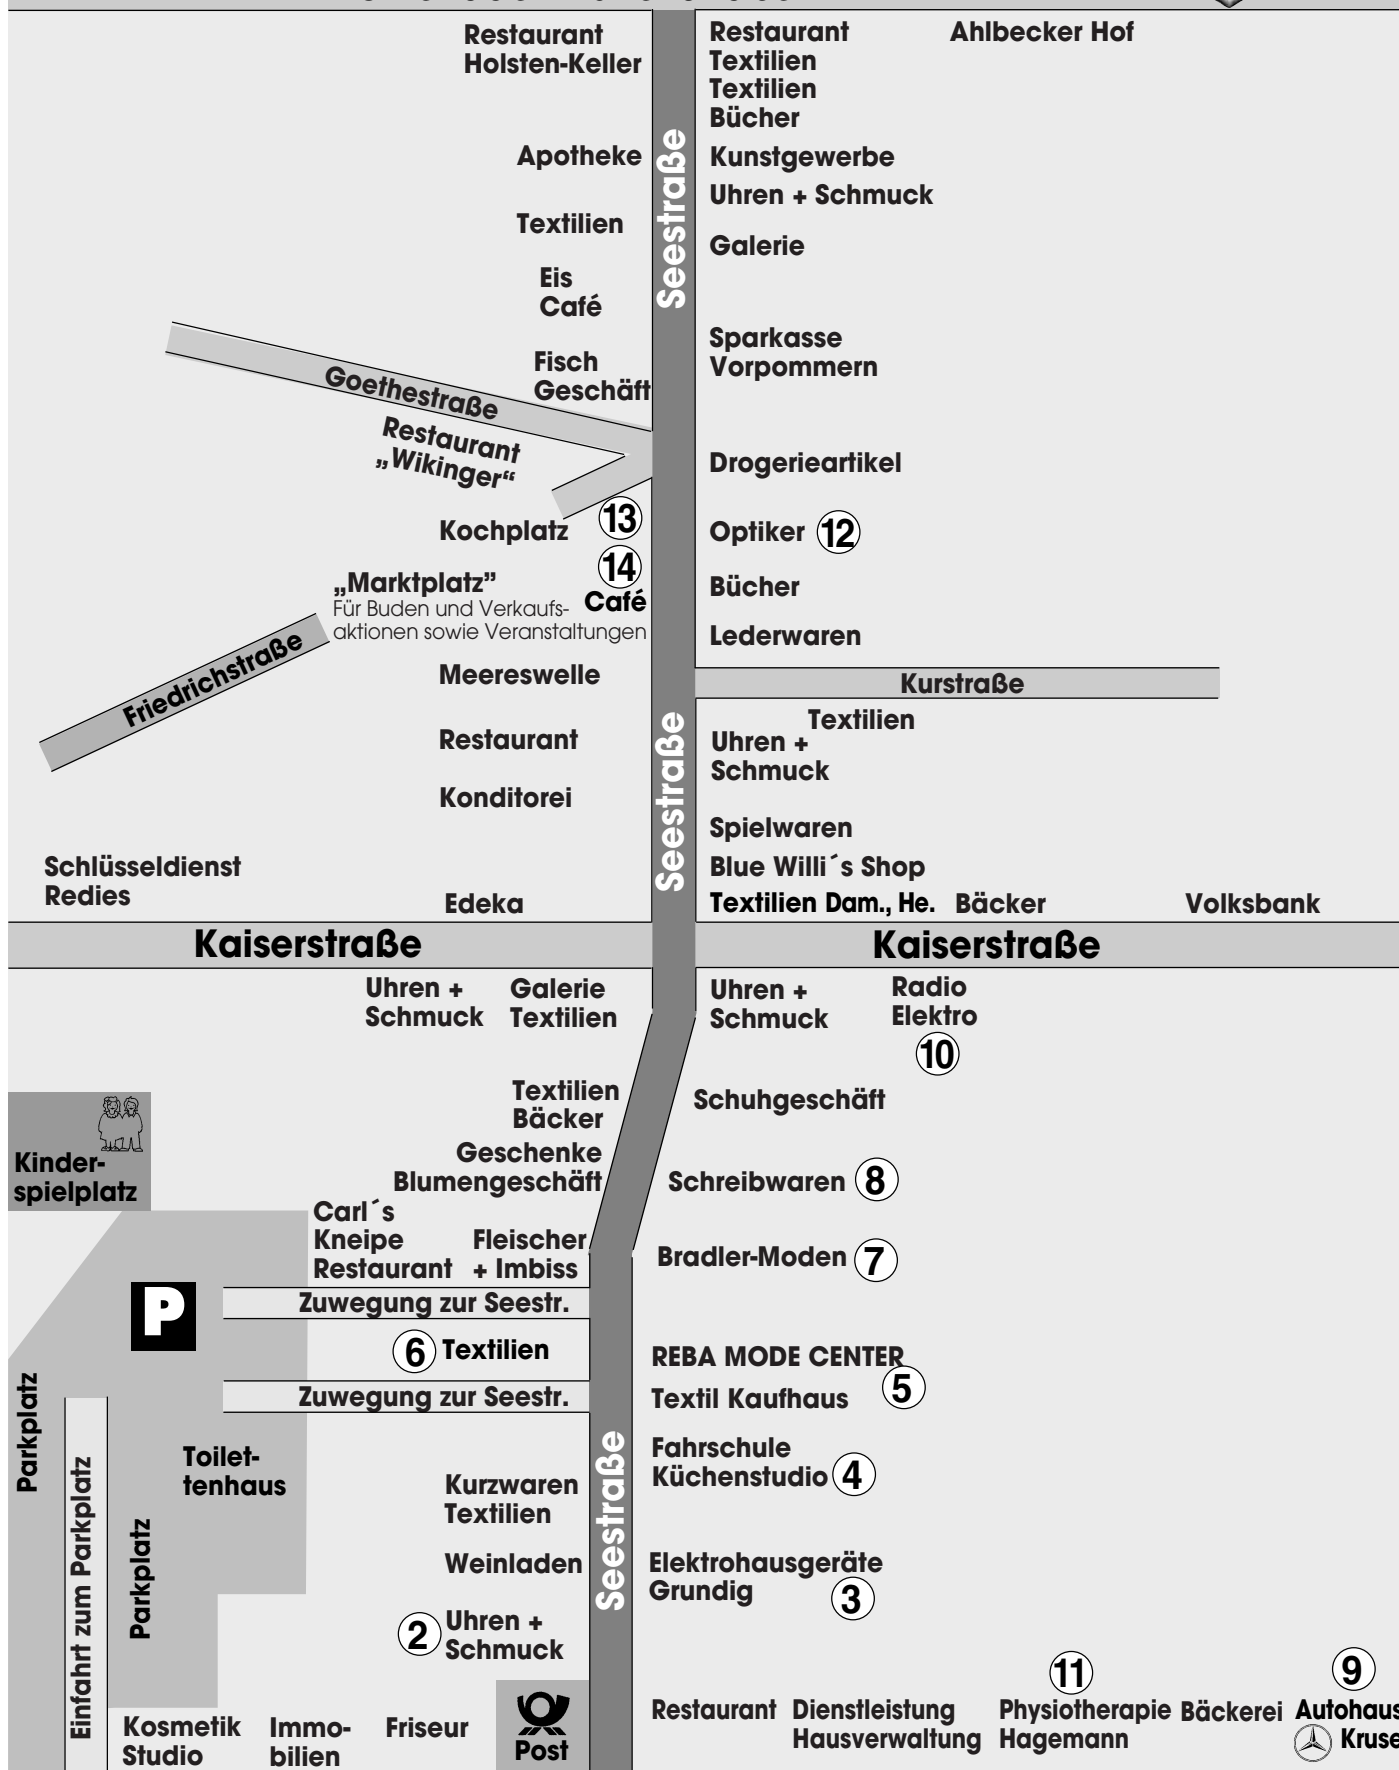 Restaurant
Holsten-Keller
Apotheke
Textilien
Eis
Café
Fisch
Geschäft
Goethestraße
Restaurant
„Wikinger“
Kochplatz
13
14
Café
„Marktplatz”
Für Buden und Verkaufs-
aktionen sowie Veranstaltungen
Friedrichstraße
Meereswelle
Restaurant
Konditorei
Schlüsseldienst
Redies
Edeka
Seestraße
Seestraße
Restaurant
Textilien
Textilien
Bücher
Ahlbecker Hof
Kunstgewerbe
Uhren + Schmuck
Galerie
Sparkasse
Vorpommern
Drogerieartikel
Optiker 12
Bücher
Lederwaren
Kurstraße
Textilien
Uhren +
Schmuck
Spielwaren
Blue Willi´s Shop
Textilien Dam., He. Bäcker Volksbank
Kaiserstraße Kaiserstraße
Uhren +
Schmuck
Galerie
Textilien
Textilien
Bäcker
Geschenke
Blumengeschäft
Kinder-
spielplatz
Carl´s
Kneipe
Restaurant
Fleischer
+ Imbiss
P
Zuwegung zur Seestr.
6 Textilien
Zuwegung zur Seestr.
Parkplatz
Einfahrt zum Parkplatz
Parkplatz
Toilet-
tenhaus
Kurzwaren
Textilien
Weinladen
2 Uhren +
Schmuck
Kosmetik
Studio
Immo-
bilien
Friseur
Post
Seestraße
Uhren +
Schmuck
Radio
Elektro
10
Schuhgeschäft
Schreibwaren 8
Bradler-Moden 7
REBA MODE CENTER
Textil Kaufhaus 5
Fahrschule
Küchenstudio 4
Elektrohausgeräte
Grundig 3
Restaurant
Dienstleistung
Hausverwaltung
11
Physiotherapie
Hagemann
Bäckerei
9
Autohaus
Kruse